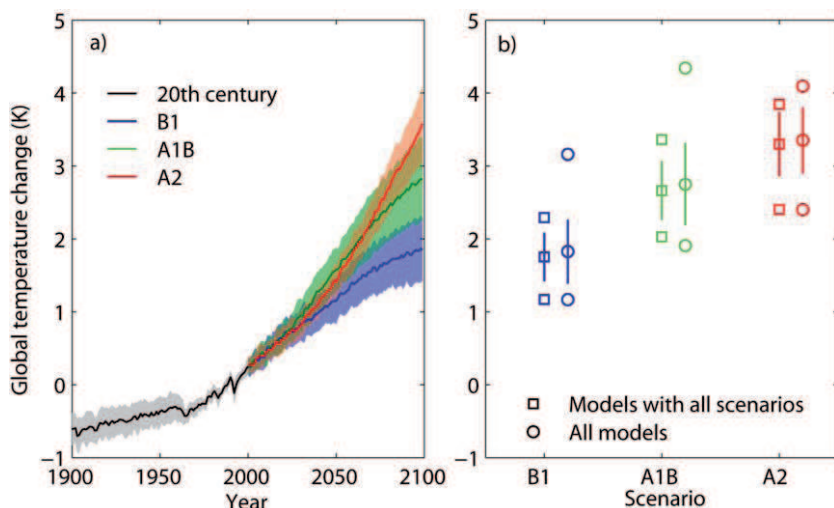 a)
20th century
B1
A1B
A2
Global temperature change (K)
5
4
3
2
1
0
−1
1900 1950 2000 2050 2100
Year
b)
5
4
3
2
1
0
−1
Models with all scenarios
All models
B1 A1B A2
Scenario